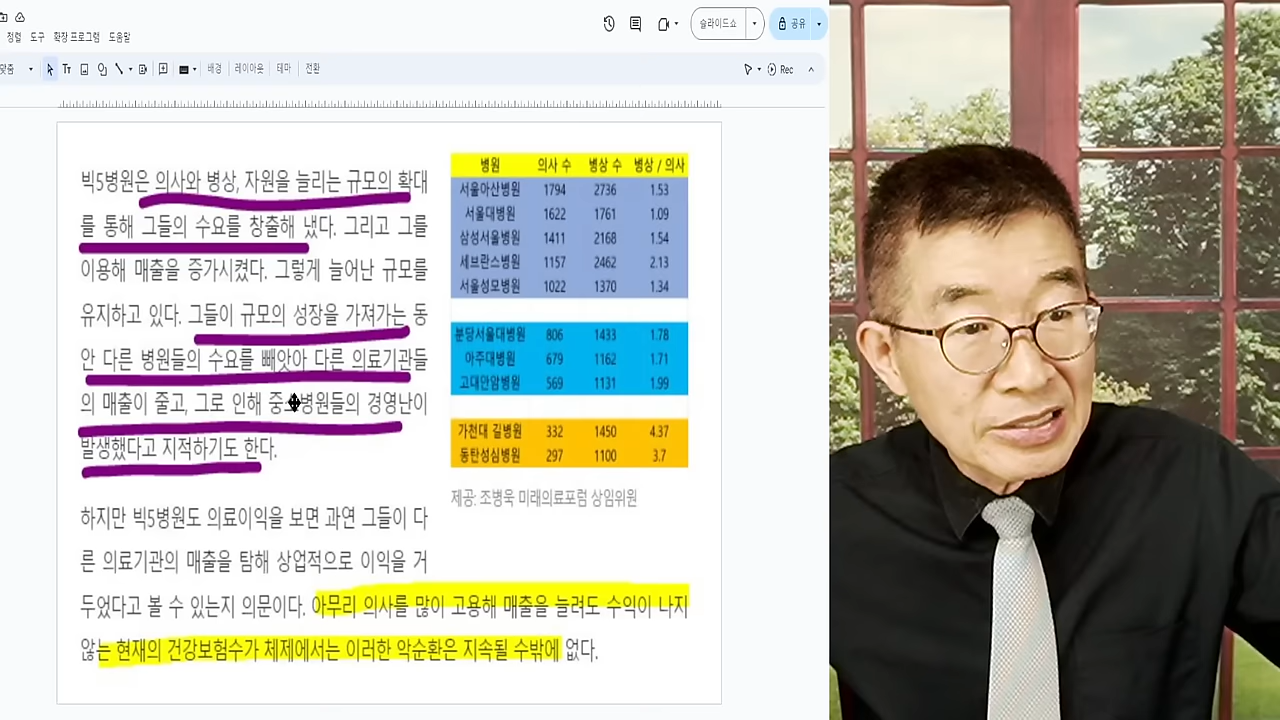 정렬 도구 확장 프로그램 도움말
슬라이드쇼
공유
맞춤
배경 레이아웃 테마 전환
Rec
빅5병원은 의사와 병상, 자원을 늘리는 규모의 확대
를 통해 그들의 수요를 창출해 냈다. 그리고 그를
이용해 매출을 증가시켰다. 그렇게 늘어난 규모를
유지하고 있다. 그들이 규모의 성장을 가져가는 동
안 다른 병원들의 수요를 빼앗아 다른 의료기관들
의 매출이 줄고, 그로 인해 중소병원들의 경영난이
발생했다고 지적하기도 한다.
병원 의사 수 병상 수 병상 / 의사
서울아산병원 1794 2736 1.53
서울대병원 1622 1761 1.09
삼성서울병원 1411 2168 1.54
세브란스병원 1157 2462 2.13
서울성모병원 1022 1370 1.34
분당서울대병원 806 1433 1.78
아주대병원 679 1162 1.71
고대안암병원 569 1131 1.99
가천대 길병원 332 1450 4.37
동탄성심병원 297 1100 3.7
제공: 조병욱 미래의료포럼 상임위원
하지만 빅5병원도 의료이익을 보면 과연 그들이 다
른 의료기관의 매출을 탐해 상업적으로 이익을 거
두었다고 볼 수 있는지 의문이다. 아무리 의사를 많이 고용해 매출을 늘려도 수익이 나지
않는 현재의 건강보험수가 체제에서는 이러한 악순환은 지속될 수밖에 없다.